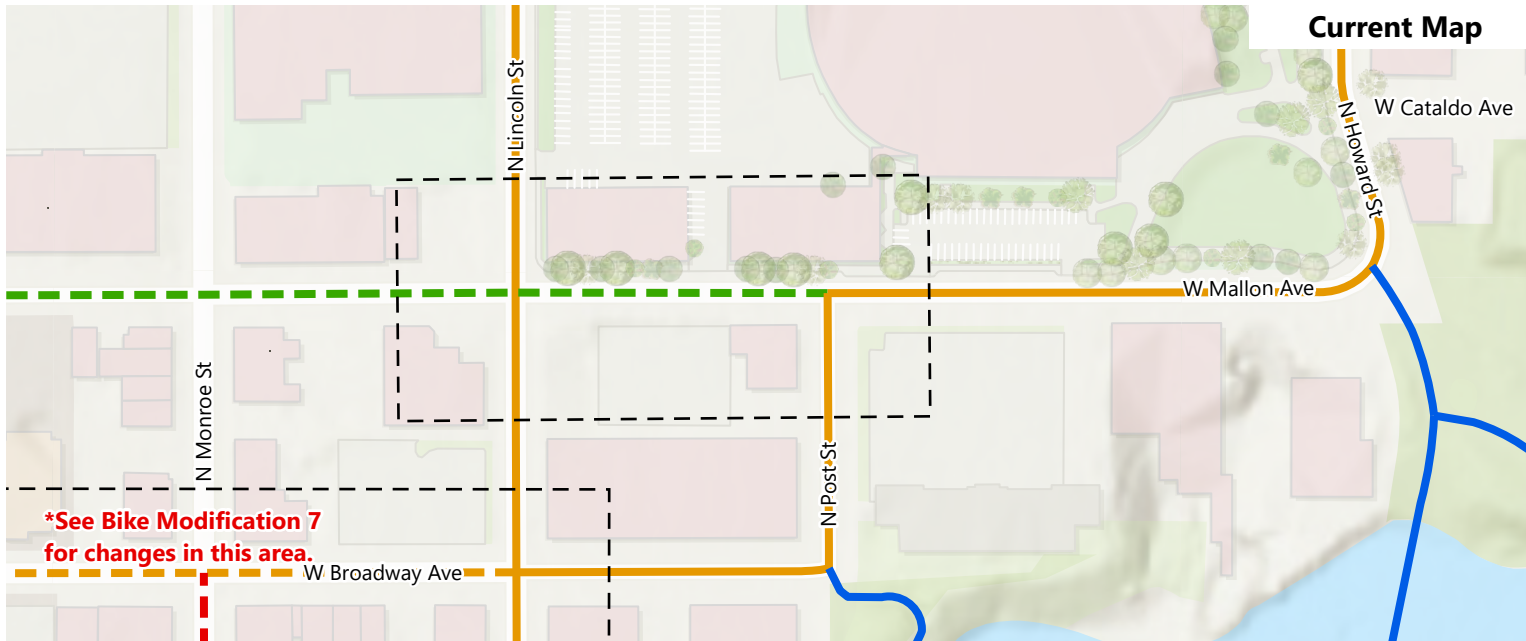 Current Map
W Cataldo Ave
N Howard St
N Lincoln St
W Mallon Ave
N Monroe St
N Post St
*See Bike Modification 7
for changes in this area.
W Broadway Ave